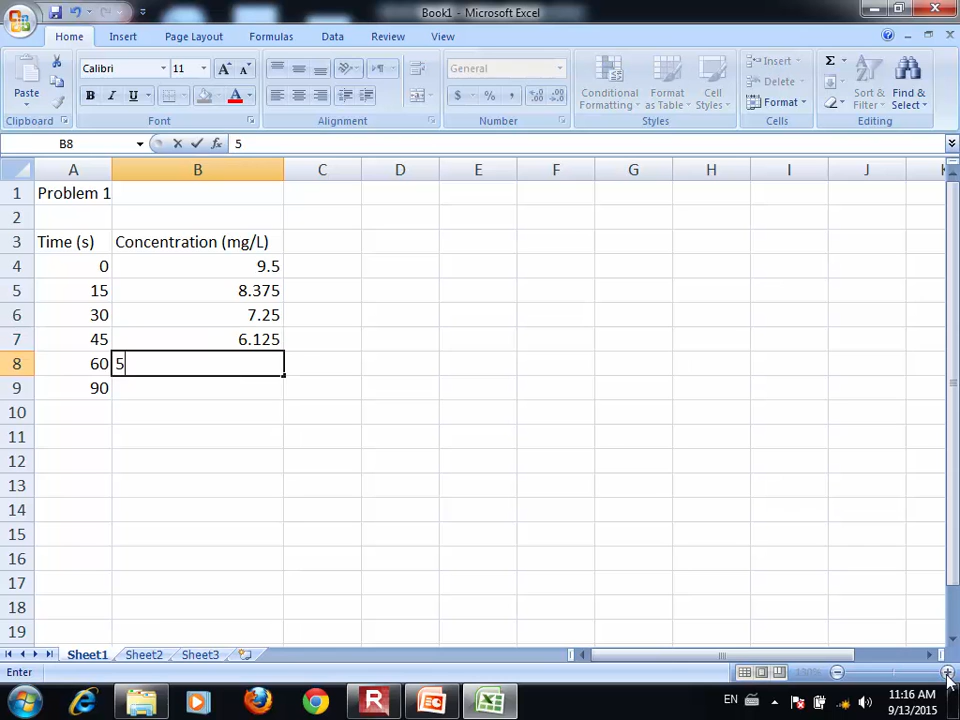 Book1 - Microsoft Excel
Home Insert Page Layout Formulas Data Review View
Paste Calibri 11 General Conditional Formatting Format as Table Cell Styles Insert Delete Format Sort & Filter Find & Select
Clipboard Font Alignment Number Styles Cells Editing
B8 5
A B C D E F G H I J K
1 Problem 1
2
3 Time (s) Concentration (mg/L)
4 0 9.5
5 15 8.375
6 30 7.25
7 45 6.125
8 60 5
9 90
10
11
12
13
14
15
16
17
18
19
Sheet1 Sheet2 Sheet3
Enter
EN 11:16 AM
9/13/2015